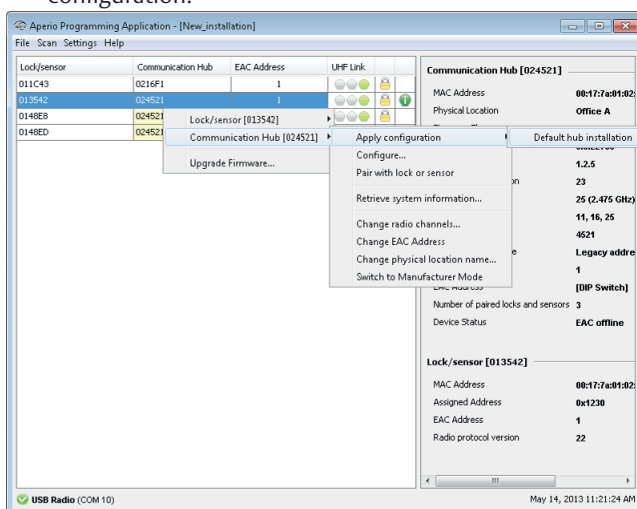 configuration.
Aperio Programming Application - [New_installation]
File Scan Settings Help
Lock/sensor Communication Hub EAC Address UHF Link
011C43 0216F1 1
013542 024521 1
0148E8 024521
0148ED 024521
Lock/sensor [013542]
Communication Hub [024521]
Upgrade Firmware...
Apply configuration
Configure...
Pair with lock or sensor
Retrieve system information...
Change radio channels...
Change EAC Address
Change physical location name...
Switch to Manufacturer Mode
Default hub installation
Communication Hub [024521]
MAC Address 00:17:7a:01:02:
Physical Location Office A
1.2.5
23
25 (2.475 GHz)
11, 16, 25
4521
Legacy addre
1
EAC Address [DIP Switch]
Number of paired locks and sensors 3
Device Status EAC offline
Lock/sensor [013542]
MAC Address 00:17:7a:01:02:
Assigned Address 0x1230
EAC Address 1
Radio protocol version 22
USB Radio (COM 10) May 14, 2013 11:21:24 AM